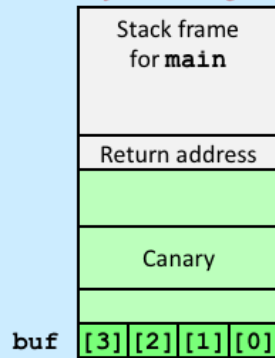 Stack frame
for main
Return address
Canary
buf [3] [2] [1] [0]